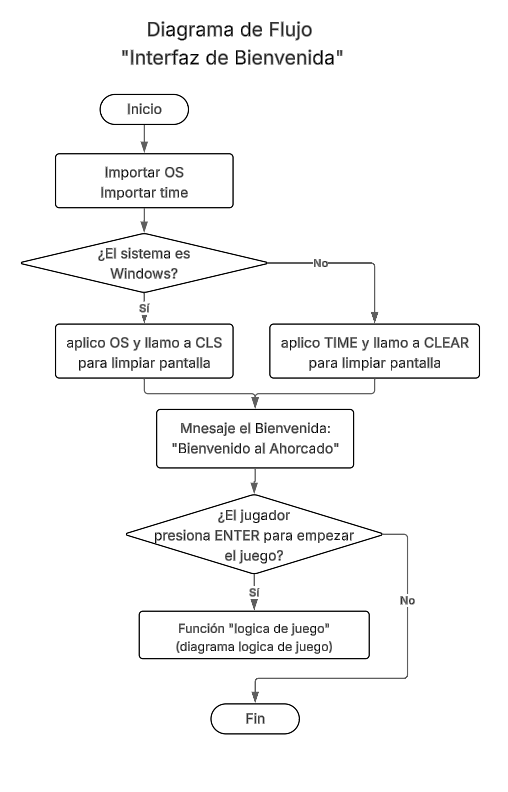 Diagrama de Flujo
"Interfaz de Bienvenida"
Inicio
Importar OS
Importar time
¿El sistema es
Windows?
No
Sí
aplico OS y llamo a CLS
para limpiar pantalla
aplico TIME y llamo a CLEAR
para limpiar pantalla
Mnesaje el Bienvenida:
"Bienvenido al Ahorcado"
¿El jugador
presiona ENTER para empezar
el juego?
Sí
No
Función "logica de juego"
(diagrama logica de juego)
Fin